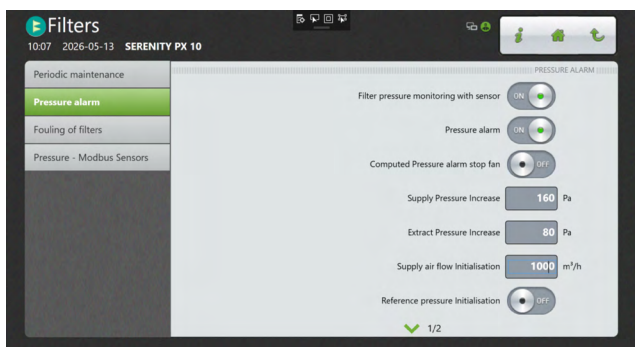 Filters
10:07 2026-05-13 SERENITY PX 10
Periodic maintenance
Pressure alarm
Fouling of filters
Pressure - Modbus Sensors
PRESSURE ALARM
Filter pressure monitoring with sensor ON
Pressure alarm ON
Computed Pressure alarm stop fan OFF
Supply Pressure Increase 160 Pa
Extract Pressure Increase 80 Pa
Supply air flow Initialisation 1000 m³/h
Reference pressure Initialisation OFF
1/2